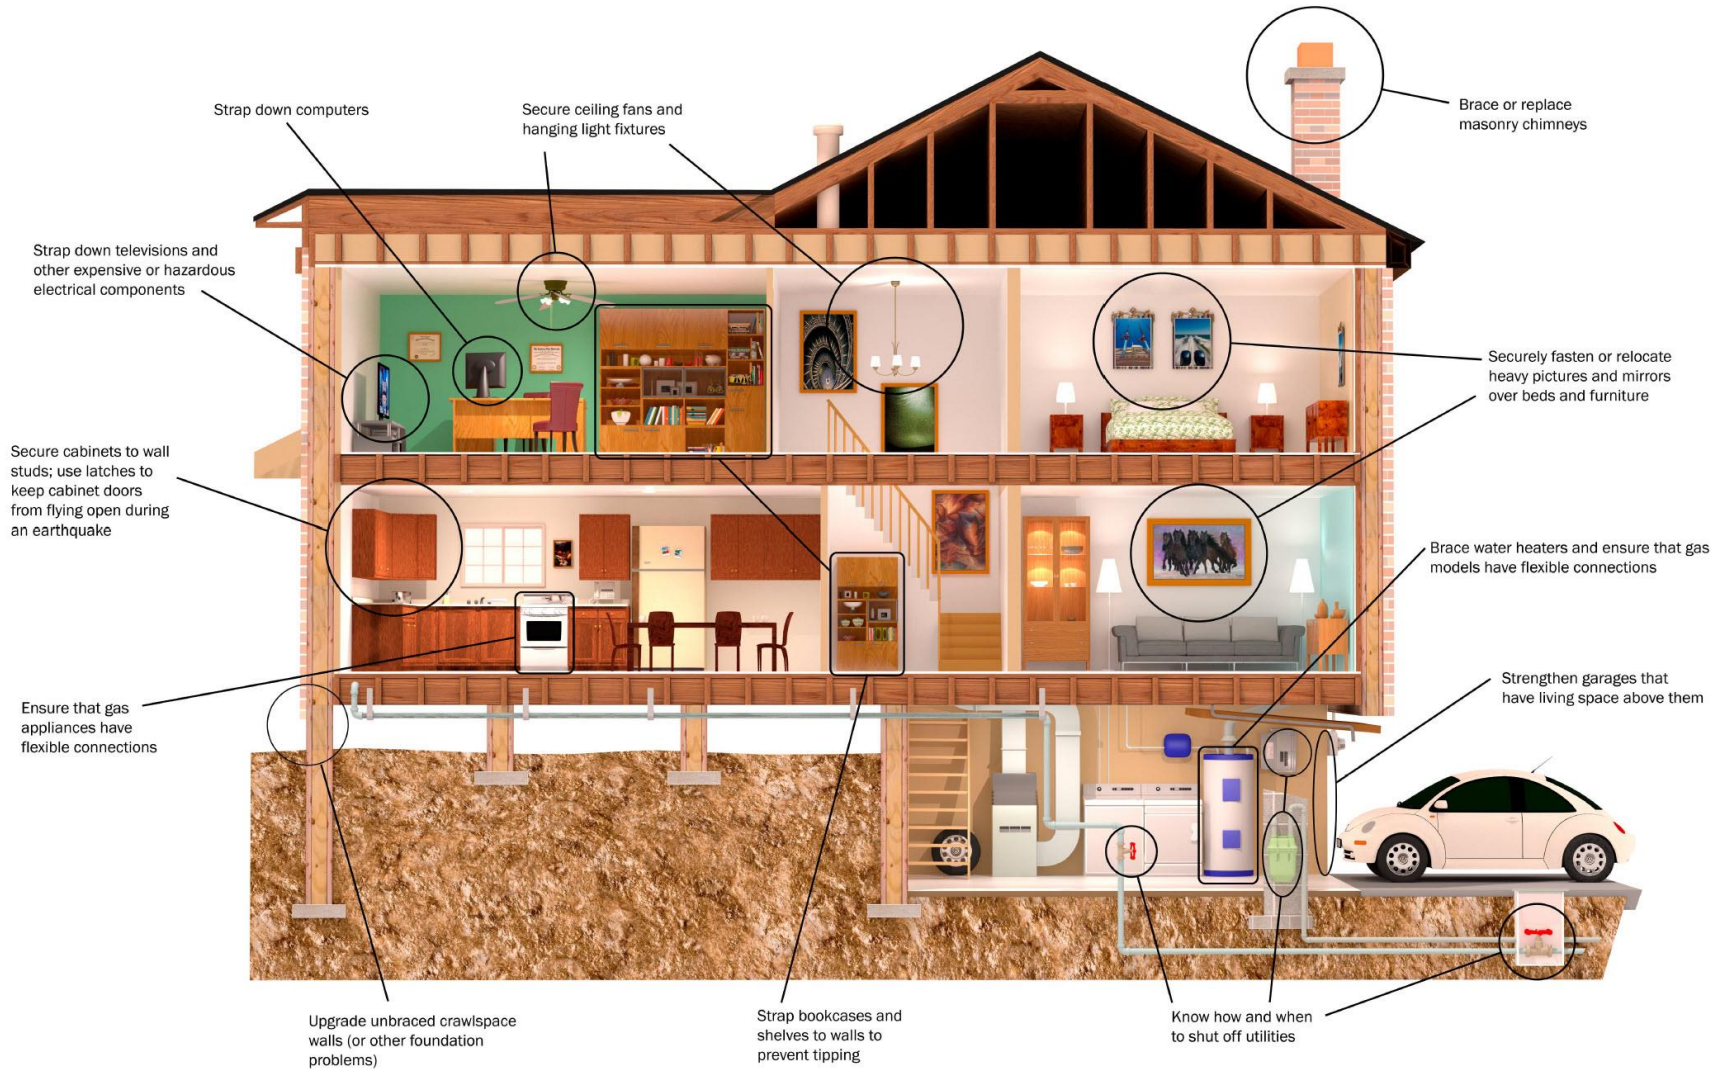 Strap down computers
Secure ceiling fans and
hanging light fixtures
Brace or replace
masonry chimneys
Strap down televisions and
other expensive or hazardous
electrical components
Securely fasten or relocate
heavy pictures and mirrors
over beds and furniture
Secure cabinets to wall
studs; use latches to
keep cabinet doors
from flying open during
an earthquake
Brace water heaters and ensure that gas
models have flexible connections
Strengthen garages that
have living space above them
Ensure that gas
appliances have
flexible connections
Upgrade unbraced crawlspace
walls (or other foundation
problems)
Strap bookcases and
shelves to walls to
prevent tipping
Know how and when
to shut off utilities